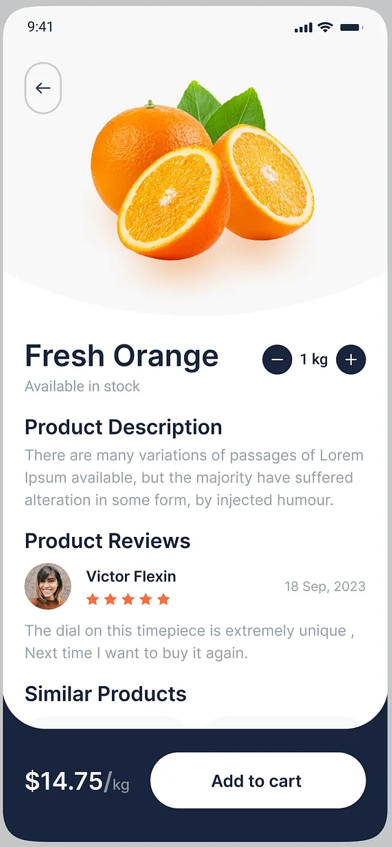 9:41
Fresh Orange
1 kg
Available in stock
Product Description
There are many variations of passages of Lorem
Ipsum available, but the majority have suffered
alteration in some form, by injected humour.
Product Reviews
Victor Flexin
18 Sep, 2023
The dial on this timepiece is extremely unique ,
Next time I want to buy it again.
Similar Products
$14.75/kg
Add to cart